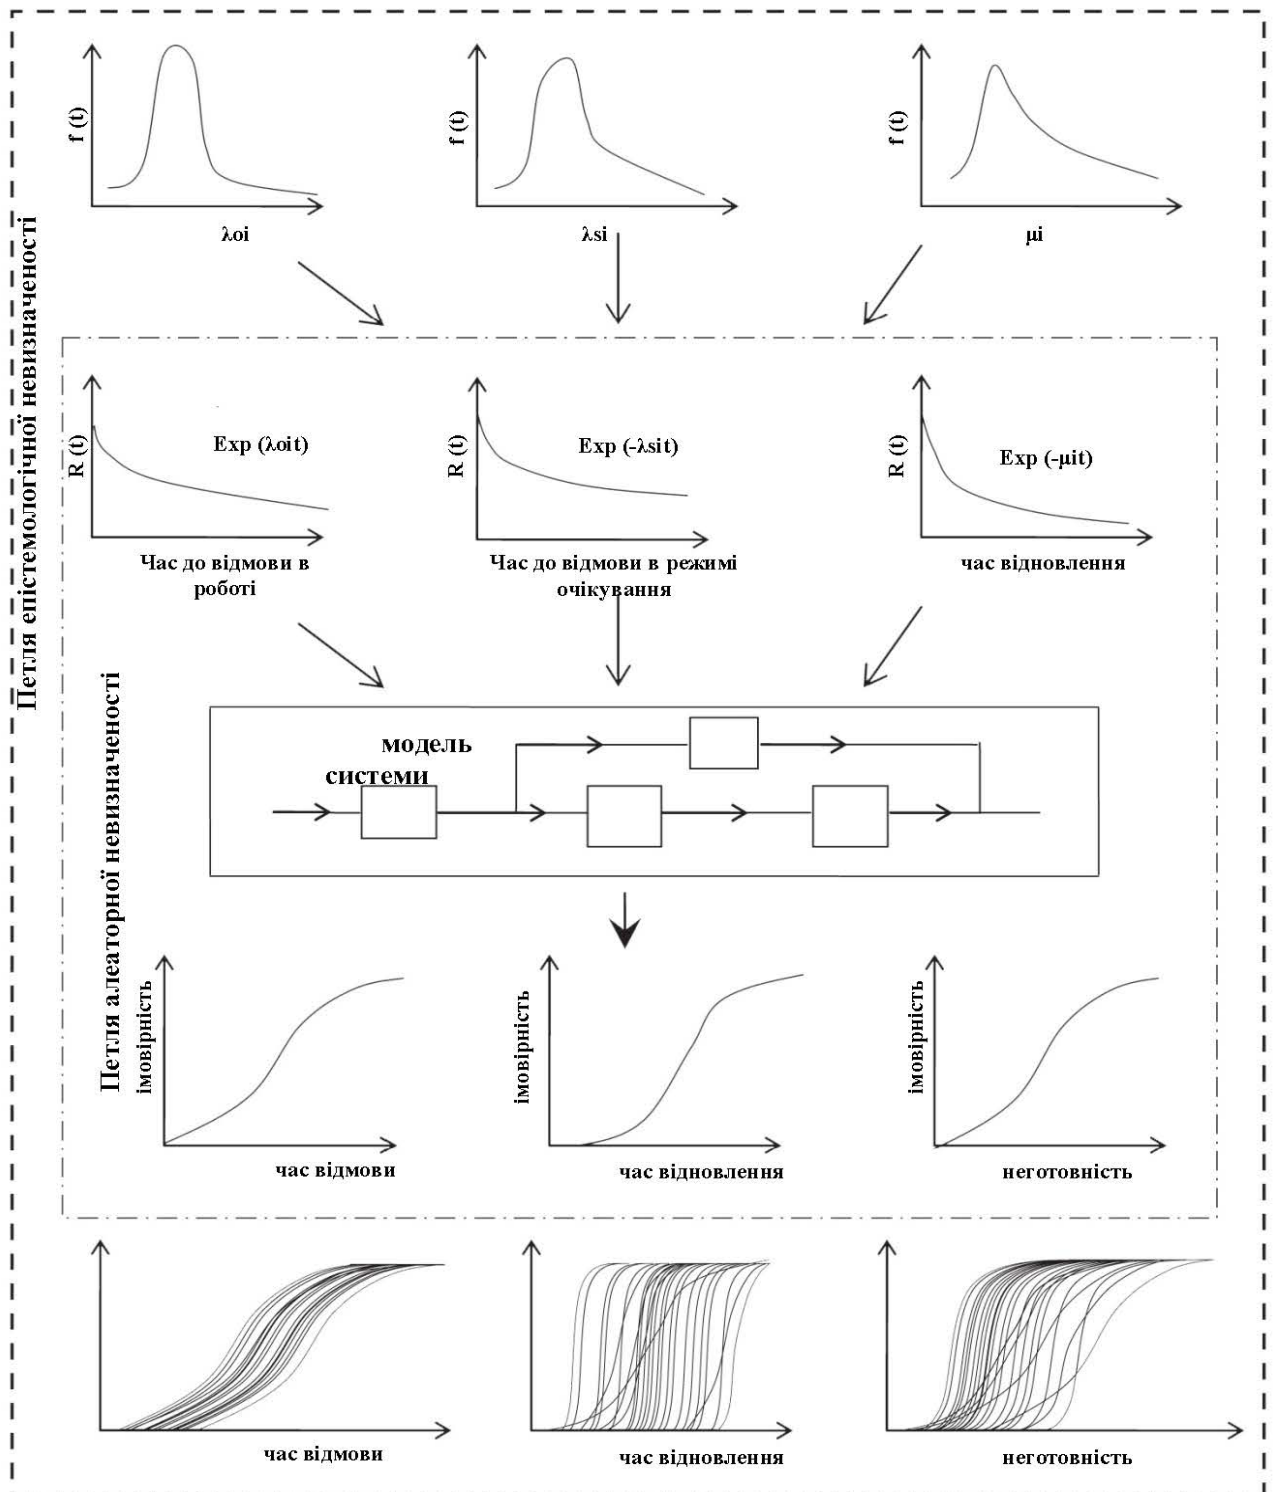 f (t)
λoi
f (t)
λsi
f (t)
μi
Петля епістемологічної невизначеності
R (t)
Exp (λoit)
Час до відмови в
роботі
R (t)
Exp (-λsit)
Час до відмови в режимі
очікування
R (t)
Exp (-μit)
час відновлення
Петля алеаторної невизначеності
модель
системи
імовірність
час відмови
імовірність
час відновлення
імовірність
неготовність
час відмови
час відновлення
неготовність